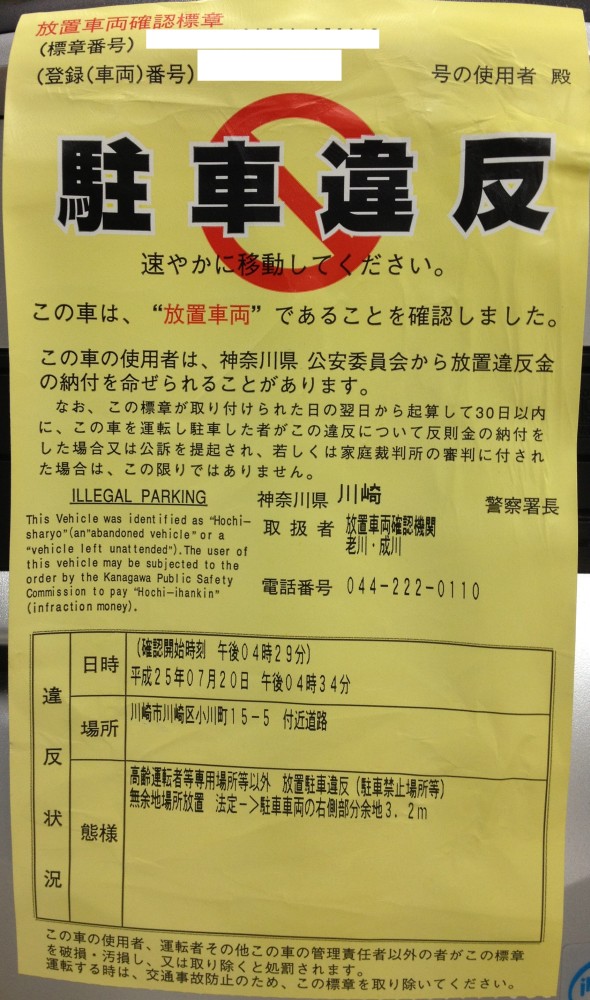 放置車両確認標章
(標章番号)
(登録(車両)番号) 号の使用者 殿
駐車違反
速やかに移動してください。
この車は、“放置車両”であることを確認しました。
この車の使用者は、神奈川県 公安委員会から放置違反金
の納付を命ぜられることがあります。
なお、この標章が取り付けられた日の翌日から起算して30日以内
に、この車を運転し駐車した者がこの違反について反則金の納付を
した場合又は公訴を提起され、若しくは家庭裁判所の審判に付され
た場合は、この限りではありません。
ILLEGAL PARKING
This Vehicle was identified as “Hochi-
sharyo”(an“abandoned vehicle” or a
“vehicle left unattended”).The user of
this vehicle may be subjected to the
order by the Kanagawa Public Safety
Commission to pay “Hochi-ihankin”
(infraction money).
神奈川県 川崎 警察署長
取扱者 放置車両確認機関
老川・成川
電話番号 044-222-0110
違反状況
日時 (確認開始時刻 午後04時29分)
平成25年07月20日 午後04時34分
場所 川崎市川崎区小川町15-5 付近道路
態様 高齢運転者等専用場所等以外 放置駐車違反(駐車禁止場所等)
無余地場所放置 法定->駐車車両の右側部分余地3.2m
この車の使用者、運転者その他この車の管理責任者以外の者がこの標章
を破損・汚損し、又は取り除くと処罰されます。
運転する時は、交通事故防止のため、この標章を取り除いてください。